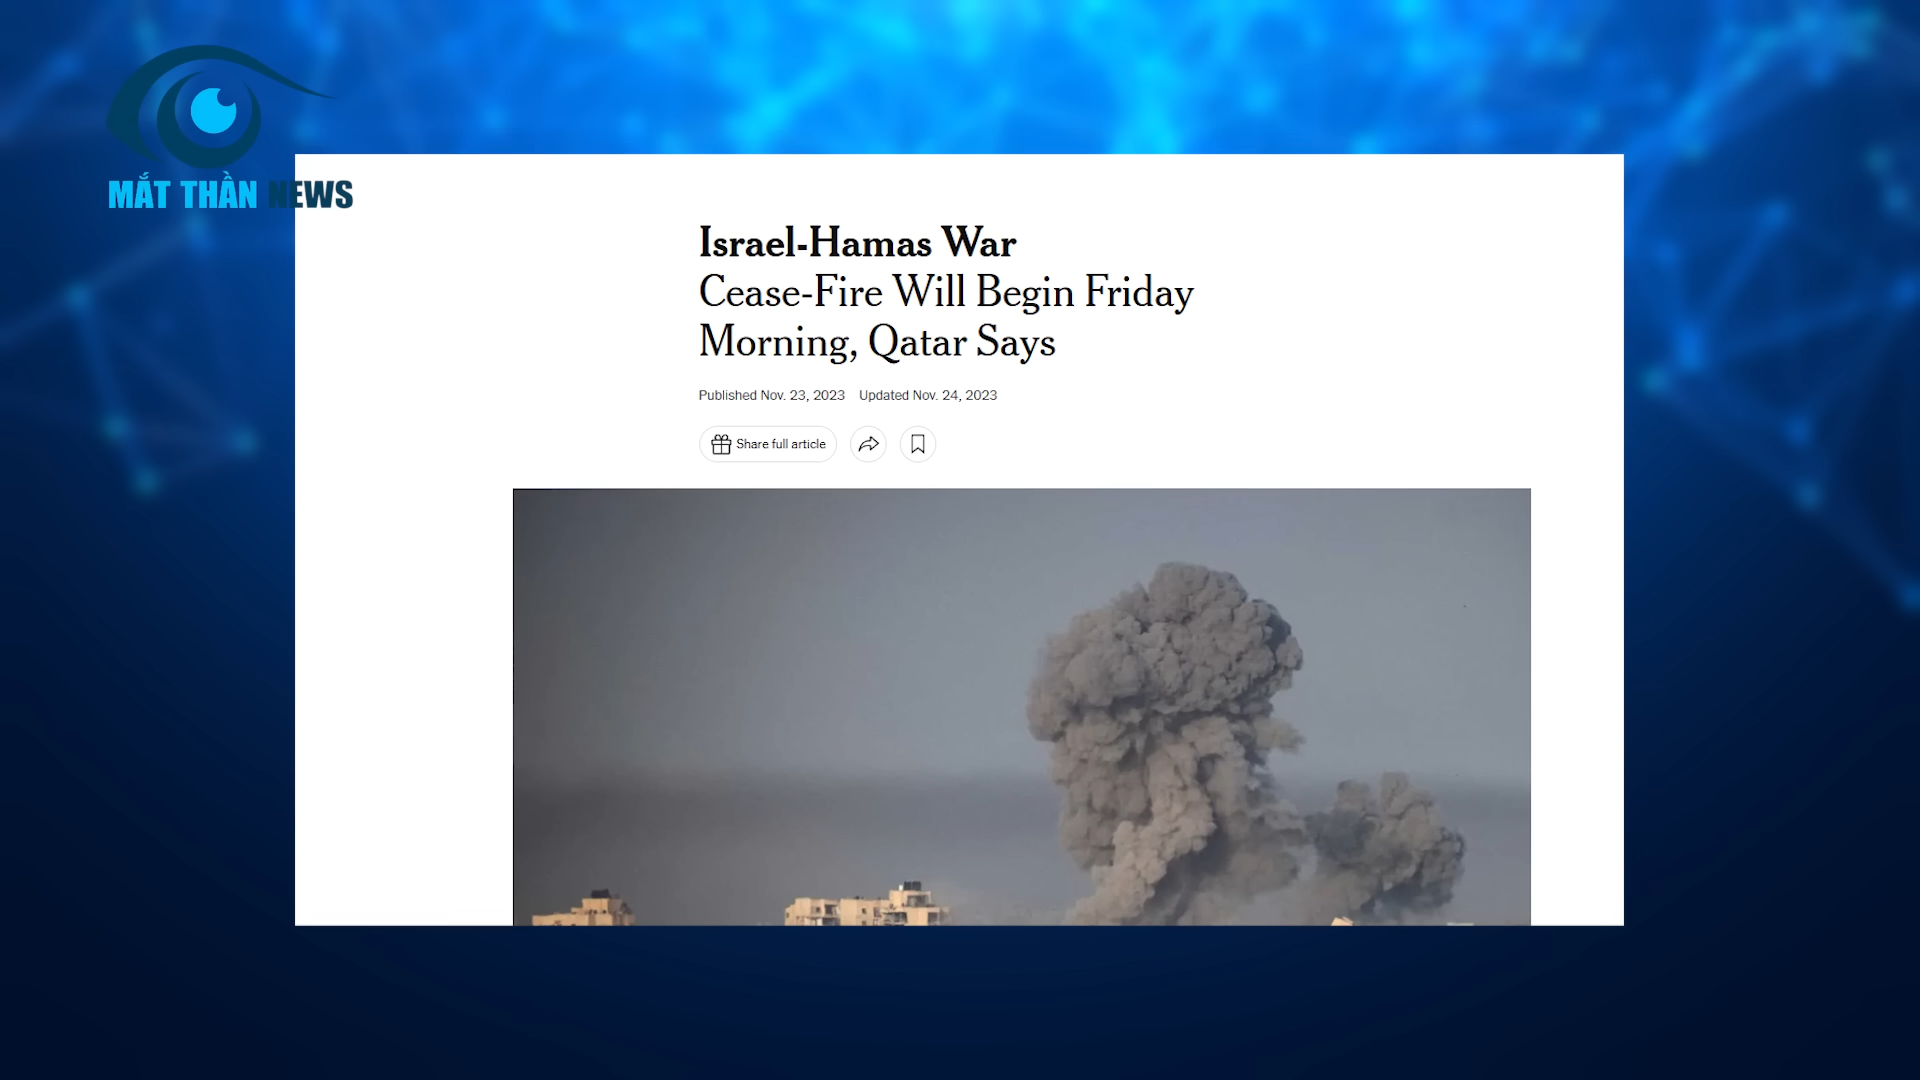 MẮT THẦN NEWS
Israel-Hamas War
Cease-Fire Will Begin Friday
Morning, Qatar Says
Published Nov. 23, 2023 Updated Nov. 24, 2023
Share full article